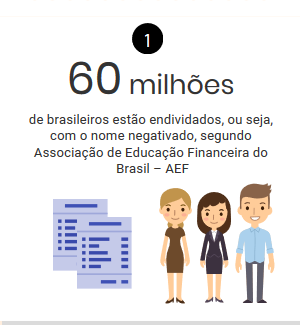 1
60 milhões
de brasileiros estão endividados, ou seja,
com o nome negativado, segundo
Associação de Educação Financeira do
Brasil – AEF